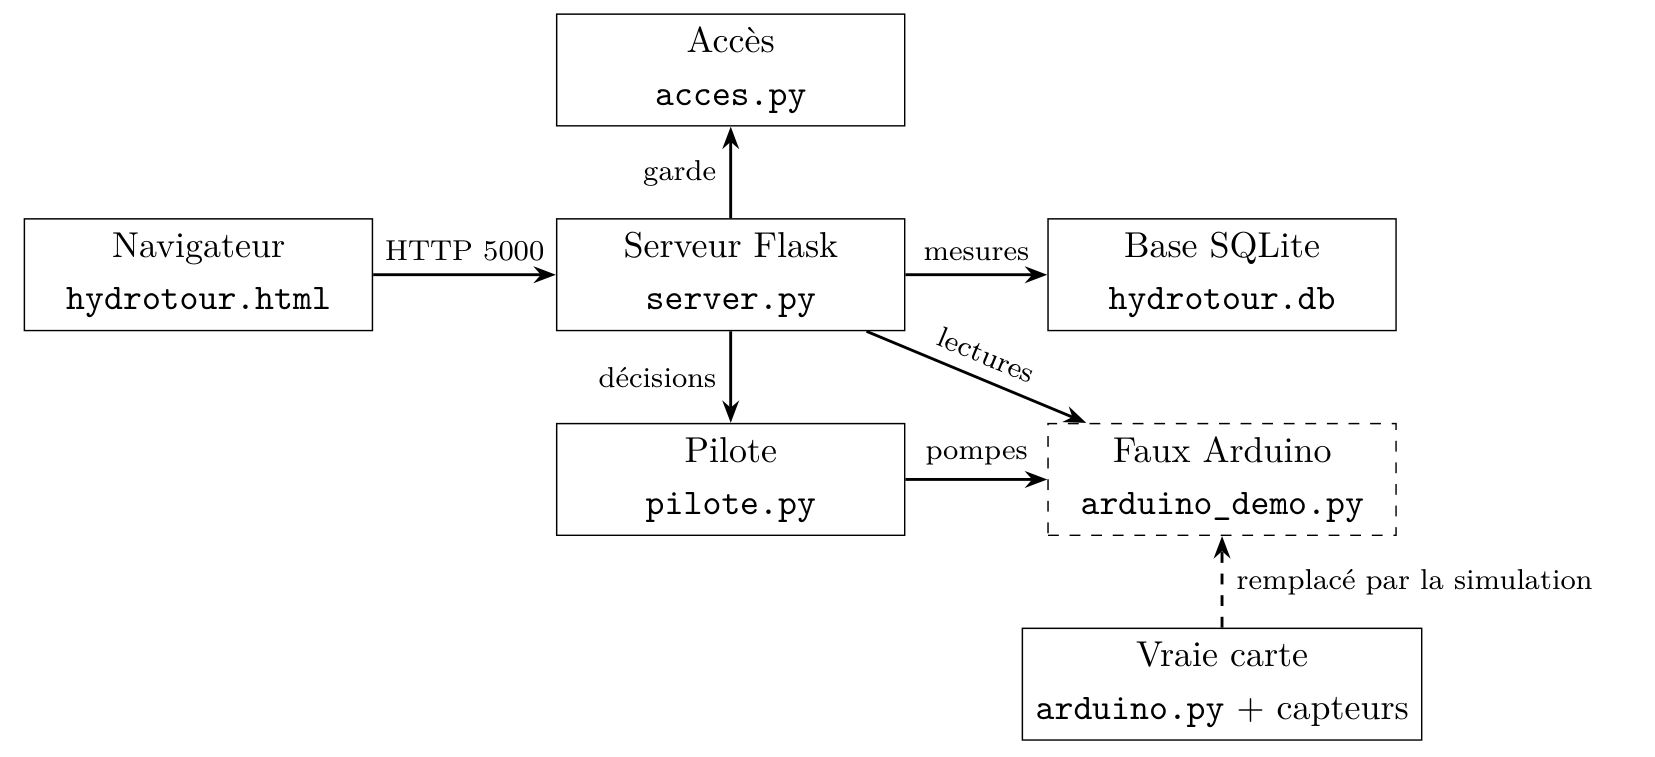 Accès
acces.py
garde
Navigateur
hydrotour.html
HTTP 5000
Serveur Flask
server.py
mesures
Base SQLite
hydrotour.db
lectures
décisions
Pilote
pilote.py
pompes
Faux Arduino
arduino_demo.py
remplacé par la simulation
Vraie carte
arduino.py + capteurs